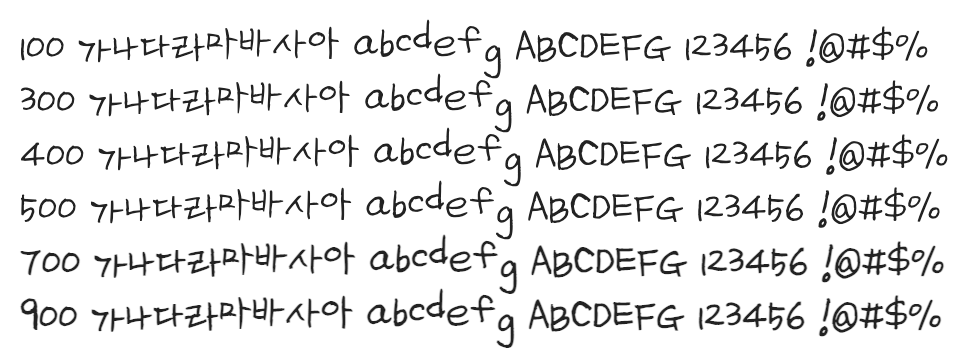 100 가나다라마바사아 abcdefg ABCDEFG 123456 !@#$%
300 가나다라마바사아 abcdefg ABCDEFG 123456 !@#$%
400 가나다라마바사아 abcdefg ABCDEFG 123456 !@#$%
500 가나다라마바사아 abcdefg ABCDEFG 123456 !@#$%
700 가나다라마바사아 abcdefg ABCDEFG 123456 !@#$%
900 가나다라마바사아 abcdefg ABCDEFG 123456 !@#$%